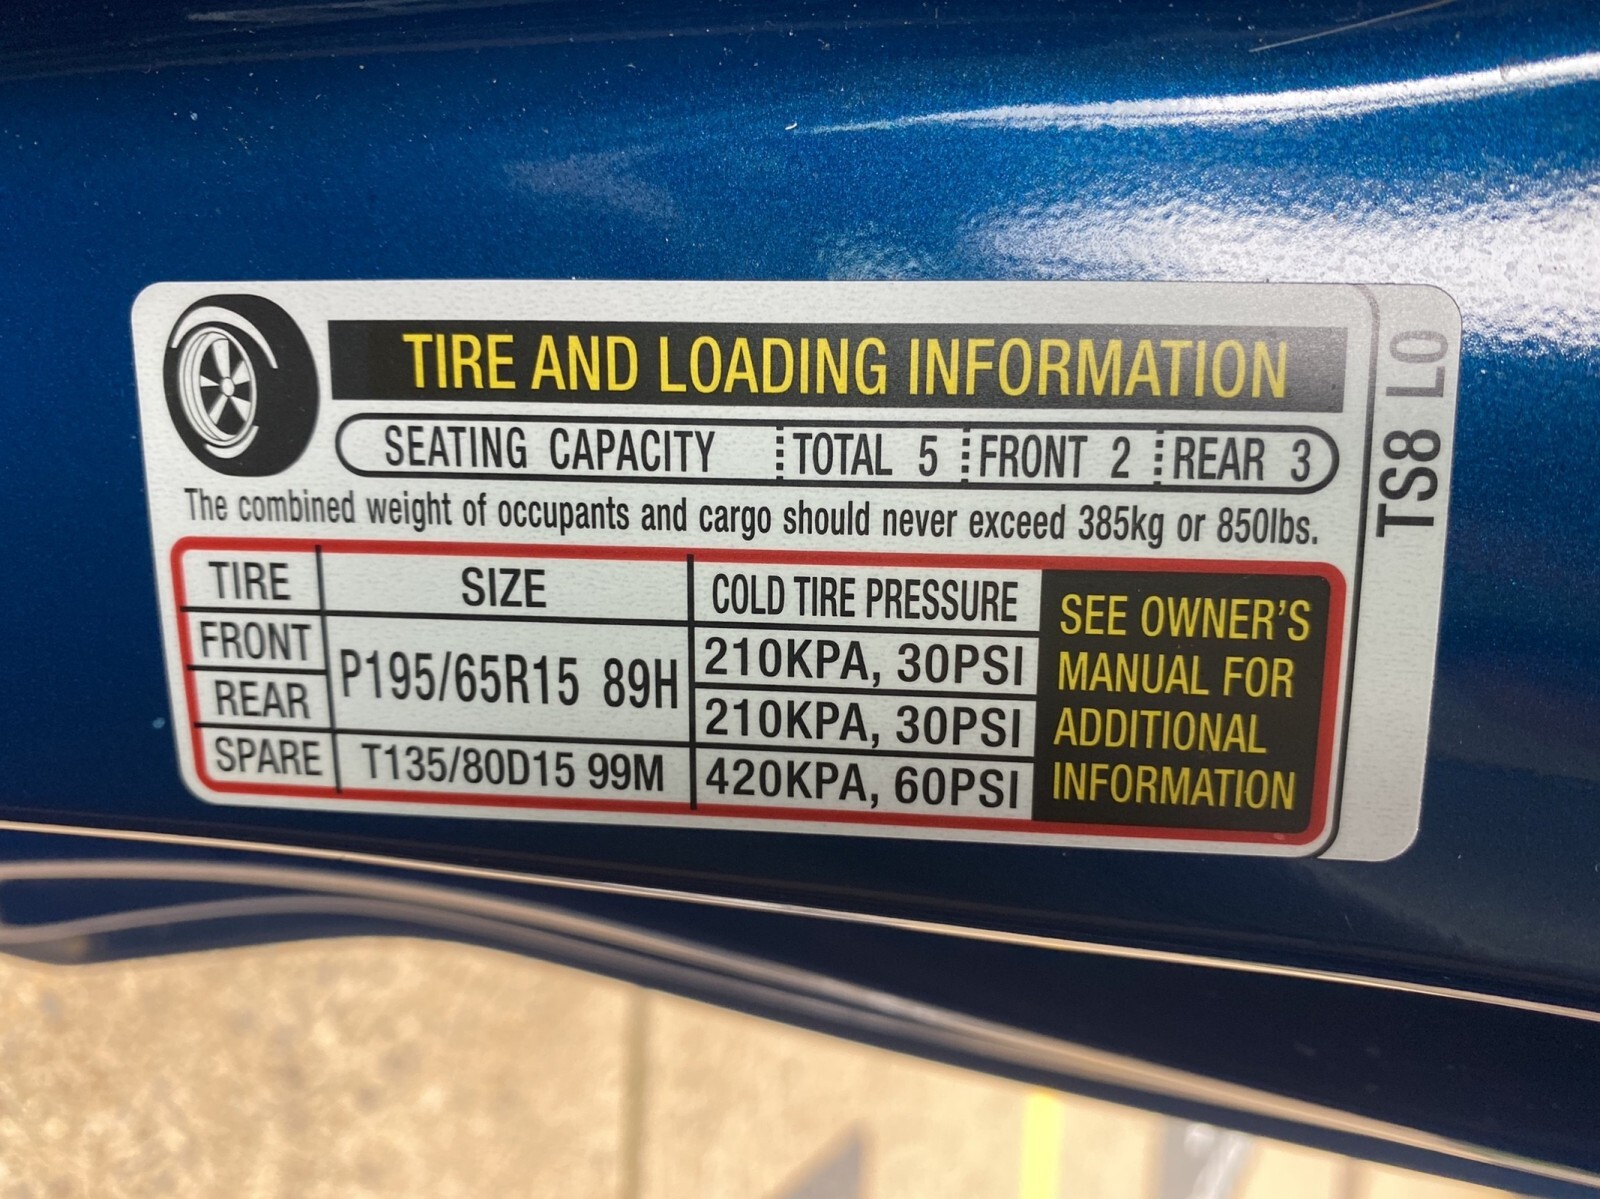 TIRE AND LOADING INFORMATION
SEATING CAPACITY TOTAL 5 FRONT 2 REAR 3
The combined weight of occupants and cargo should never exceed 385kg or 850lbs.
TIRE SIZE COLD TIRE PRESSURE
FRONT P195/65R15 89H 210KPA, 30PSI
REAR 210KPA, 30PSI
SPARE T135/80D15 99M 420KPA, 60PSI
SEE OWNER'S
MANUAL FOR
ADDITIONAL
INFORMATION
TS8 L0